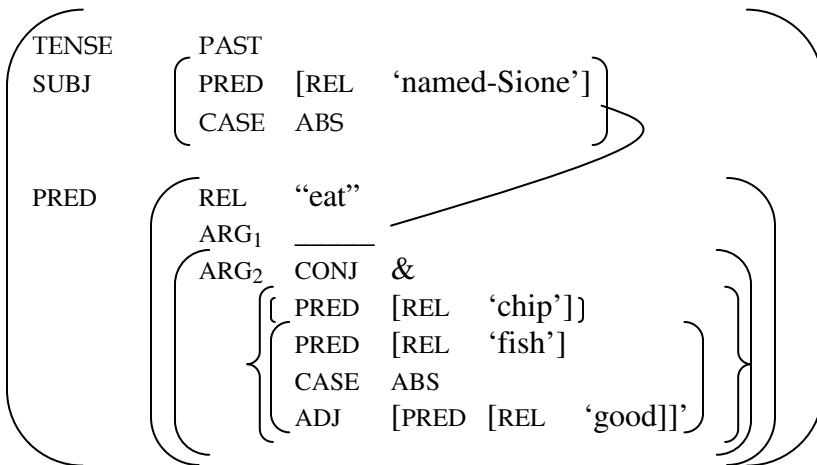 TENSE PAST
SUBJ PRED [REL ‘named-Sione’]
CASE ABS
PRED REL “eat”
ARG1 _____
ARG2 CONJ &
PRED [REL ‘chip’]
PRED [REL ‘fish’]
CASE ABS
ADJ [PRED [REL ‘good]]’